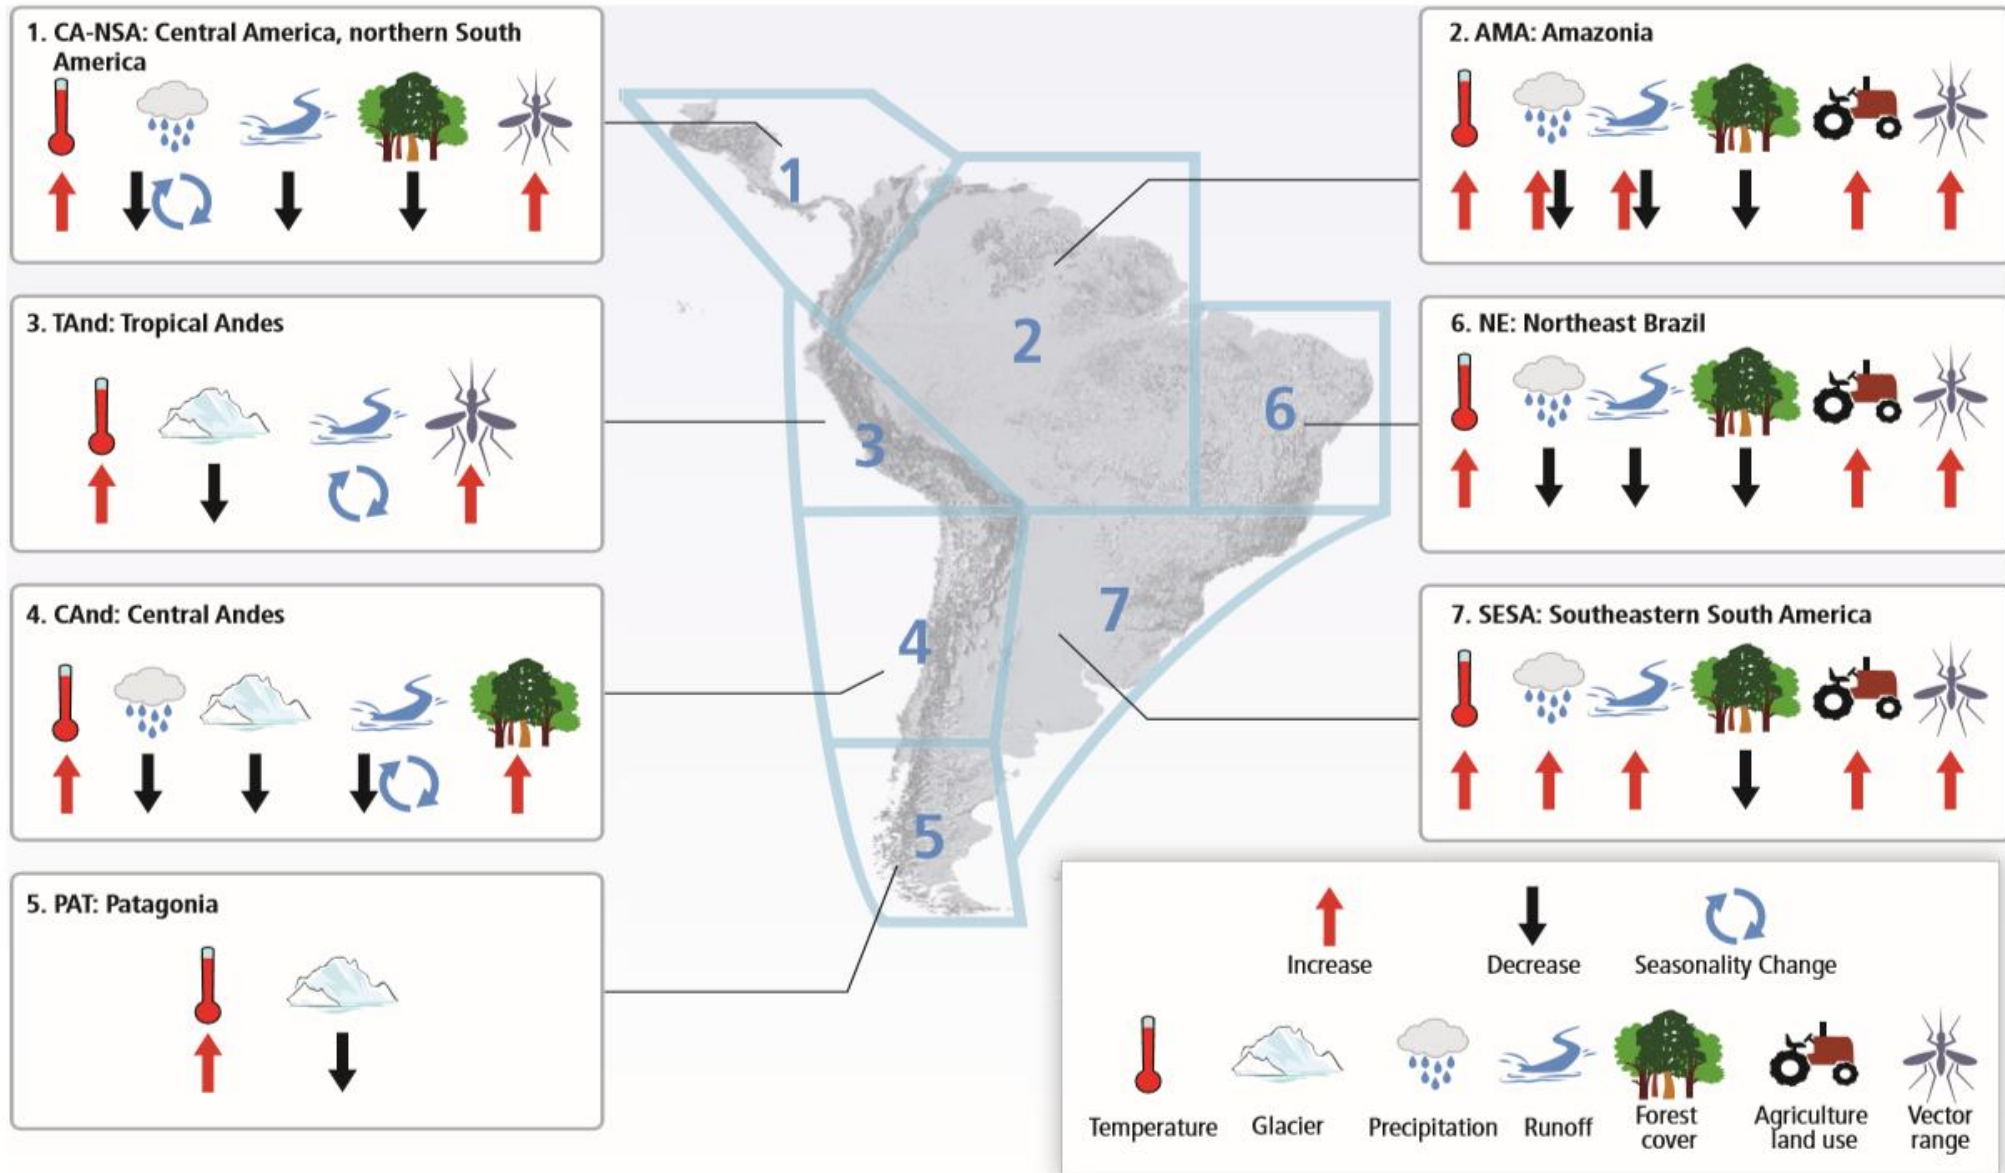 1. CA-NSA: Central America, northern South
America
2. AMA: Amazonia
3. TAnd: Tropical Andes
6. NE: Northeast Brazil
4. CAnd: Central Andes
7. SESA: Southeastern South America
5. PAT: Patagonia
1
2
3
6
4
7
5
Increase
Decrease
Seasonality Change
Temperature
Glacier
Precipitation
Runoff
Forest
cover
Agriculture
land use
Vector
range